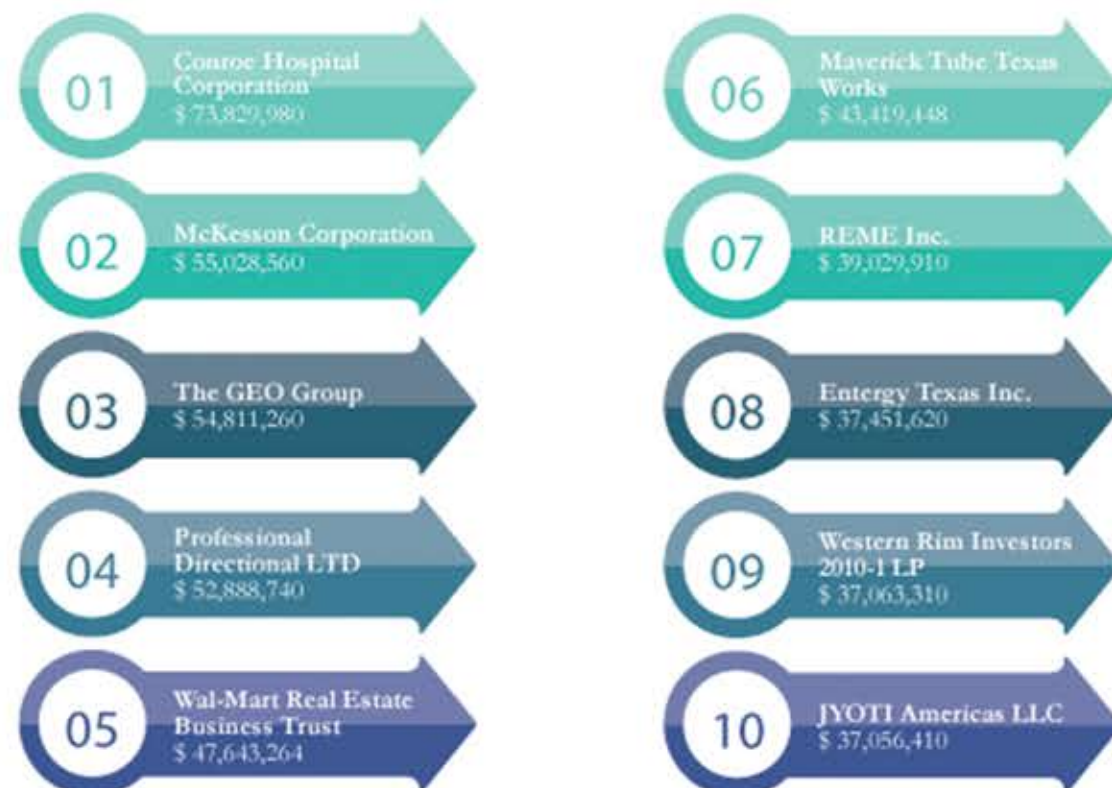 01
Conroe Hospital
Corporation
$ 73,829,980
02
McKesson Corporation
$ 55,028,560
03
The GEO Group
$ 54,811,260
04
Professional
Directional LTD
$ 52,888,740
05
Wal-Mart Real Estate
Business Trust
$ 47,643,264
06
Maverick Tube Texas
Works
$ 43,419,448
07
REME Inc.
$ 39,029,910
08
Entergy Texas Inc.
$ 37,451,620
09
Western Rim Investors
2010-1 LP
$ 37,063,310
10
JYOTI Americas LLC
$ 37,056,410